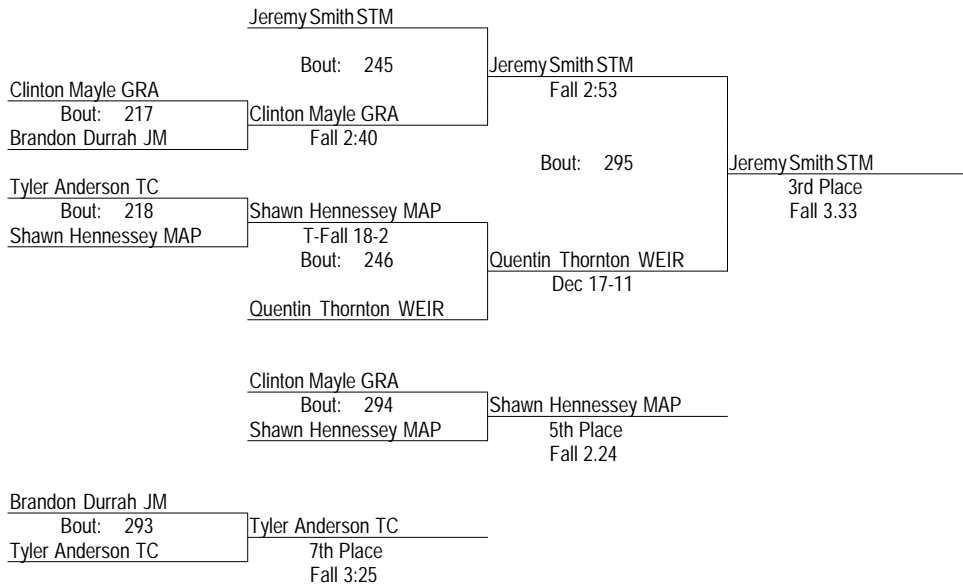 Jeremy Smith STM
Bout: 245
Jeremy Smith STM
Fall 2:53
Clinton Mayle GRA
Bout: 217
Brandon Durrah JM
Clinton Mayle GRA
Fall 2:40
Bout: 295
Jeremy Smith STM
3rd Place
Fall 3.33
Tyler Anderson TC
Bout: 218
Shawn Hennessey MAP
Shawn Hennessey MAP
T-Fall 18-2
Bout: 246
Quentin Thornton WEIR
Dec 17-11
Quentin Thornton WEIR
Clinton Mayle GRA
Bout: 294
Shawn Hennessey MAP
Shawn Hennessey MAP
5th Place
Fall 2.24
Brandon Durrah JM
Bout: 293
Tyler Anderson TC
Tyler Anderson TC
7th Place
Fall 3:25